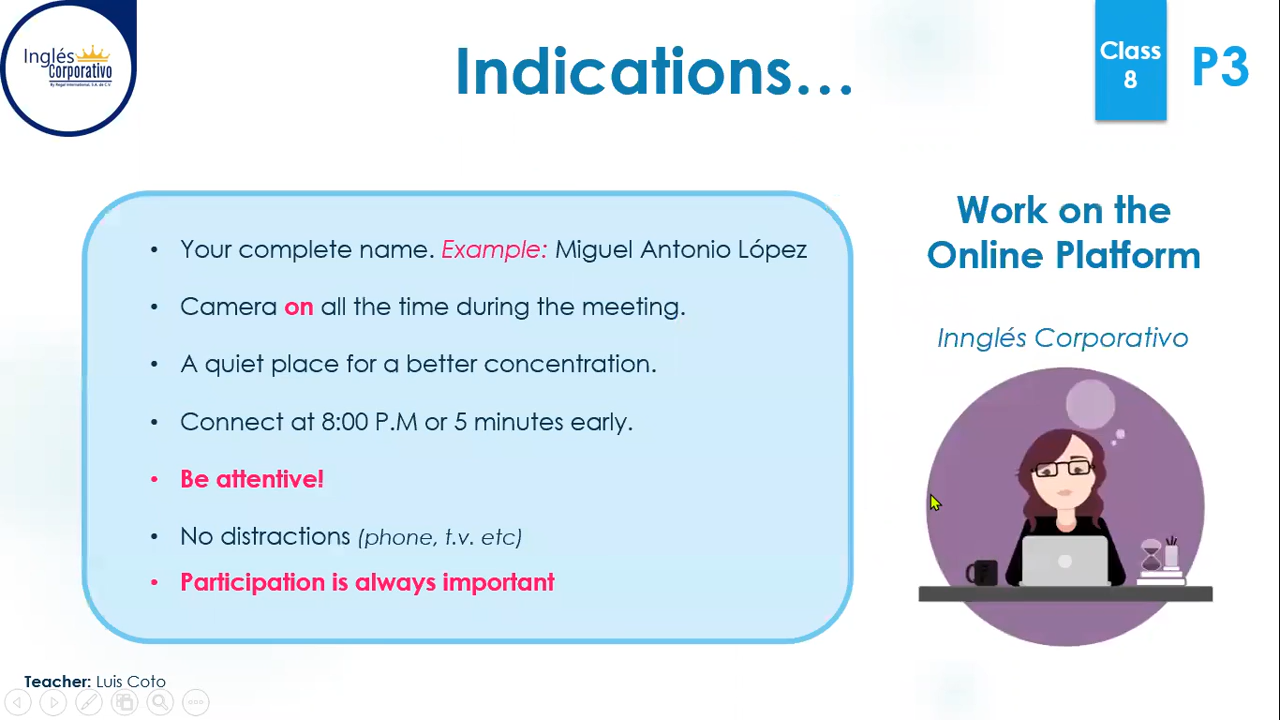 Inglés
Corporativo
By Regal International, S.A. de C.V.
Indications...
Class
8
P3
• Your complete name. Example: Miguel Antonio López
• Camera on all the time during the meeting.
• A quiet place for a better concentration.
• Connect at 8:00 P.M or 5 minutes early.
• Be attentive!
• No distractions (phone, t.v. etc)
• Participation is always important
Work on the
Online Platform
Innglés Corporativo
Teacher: Luis Coto